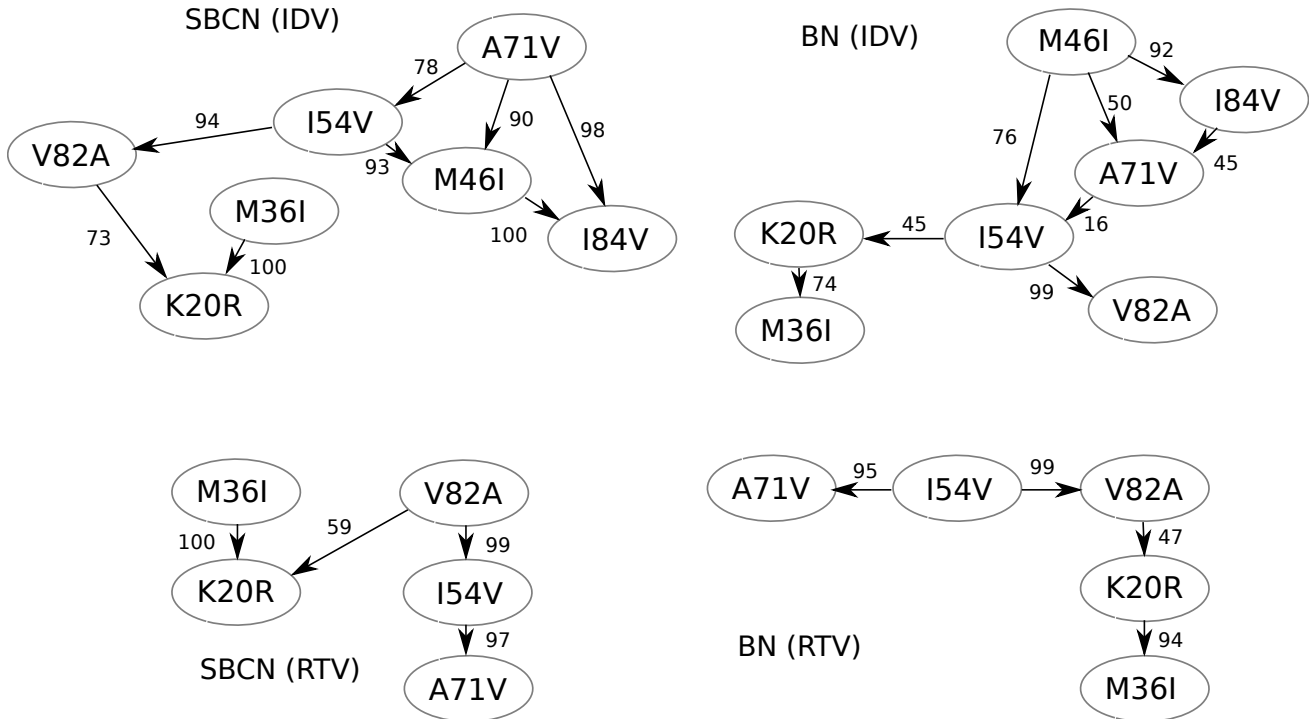 SBCN (IDV)
A71V
78
I54V
90
98
94
V82A
93
M46I
M36I
73
100
I84V
100
K20R
BN (IDV)
M46I
92
I84V
50
76
A71V
45
K20R
45
I54V
16
74
99
V82A
M36I
M36I
V82A
59
100
99
K20R
I54V
97
SBCN (RTV)
A71V
A71V
95
I54V
99
V82A
47
K20R
BN (RTV)
94
M36I